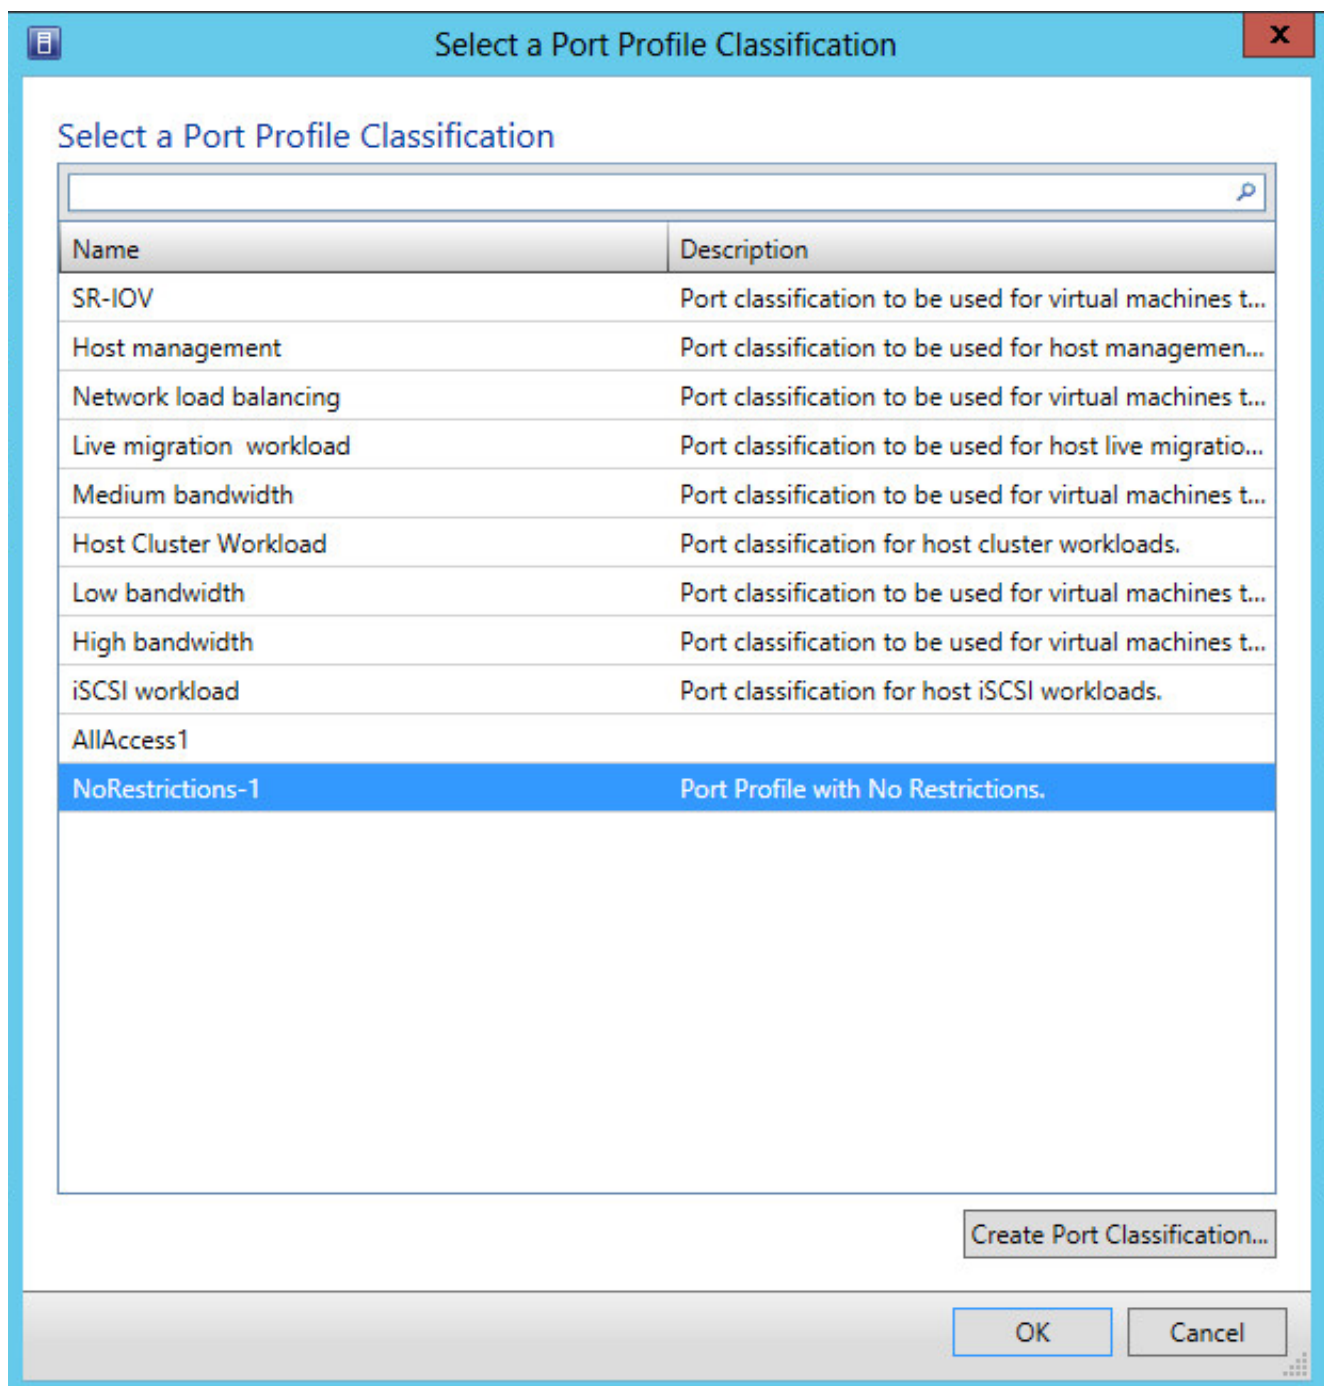 Select a Port Profile Classification
x
Select a Port Profile Classification
Name Description
SR-IOV Port classification to be used for virtual machines t...
Host management Port classification to be used for host managemen...
Network load balancing Port classification to be used for virtual machines t...
Live migration  workload Port classification to be used for host live migratio...
Medium bandwidth Port classification to be used for virtual machines t...
Host Cluster Workload Port classification for host cluster workloads.
Low bandwidth Port classification to be used for virtual machines t...
High bandwidth Port classification to be used for virtual machines t...
iSCSI workload Port classification for host iSCSI workloads.
AllAccess1
NoRestrictions-1 Port Profile with No Restrictions.
Create Port Classification...
OK Cancel